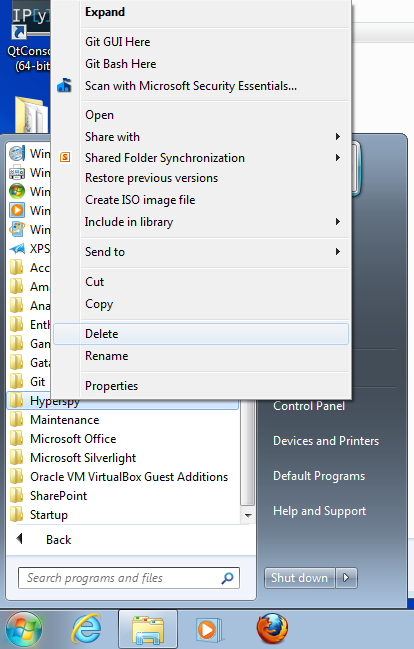 IP[y]
Expand
QtConso
(64-bit
Git GUI Here
Git Bash Here
Scan with Microsoft Security Essentials...
Open
Share with
Shared Folder Synchronization
Restore previous versions
Create ISO image file
Include in library
Send to
Cut
Copy
Delete
Rename
Properties
Win
Win
Win
Win
Win
XPS
Acc
Ama
Ana
Enth
Gam
Gata
Git
Hyperspy
Maintenance
Microsoft Office
Microsoft Silverlight
Oracle VM VirtualBox Guest Additions
SharePoint
Startup
Back
Control Panel
Devices and Printers
Default Programs
Help and Support
Search programs and files
Shut down